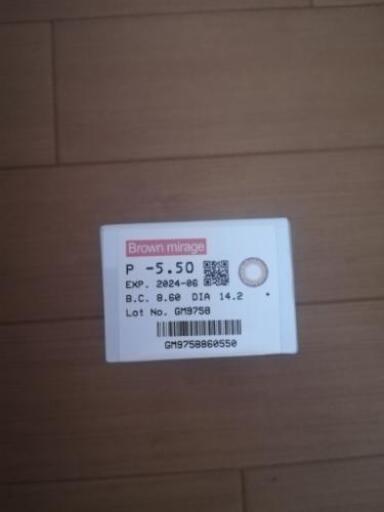 Brown mirage
P -5.50
EXP. 2024-06
B.C. 8.60 DIA 14.2
Lot No. GM9758
GM9758860550